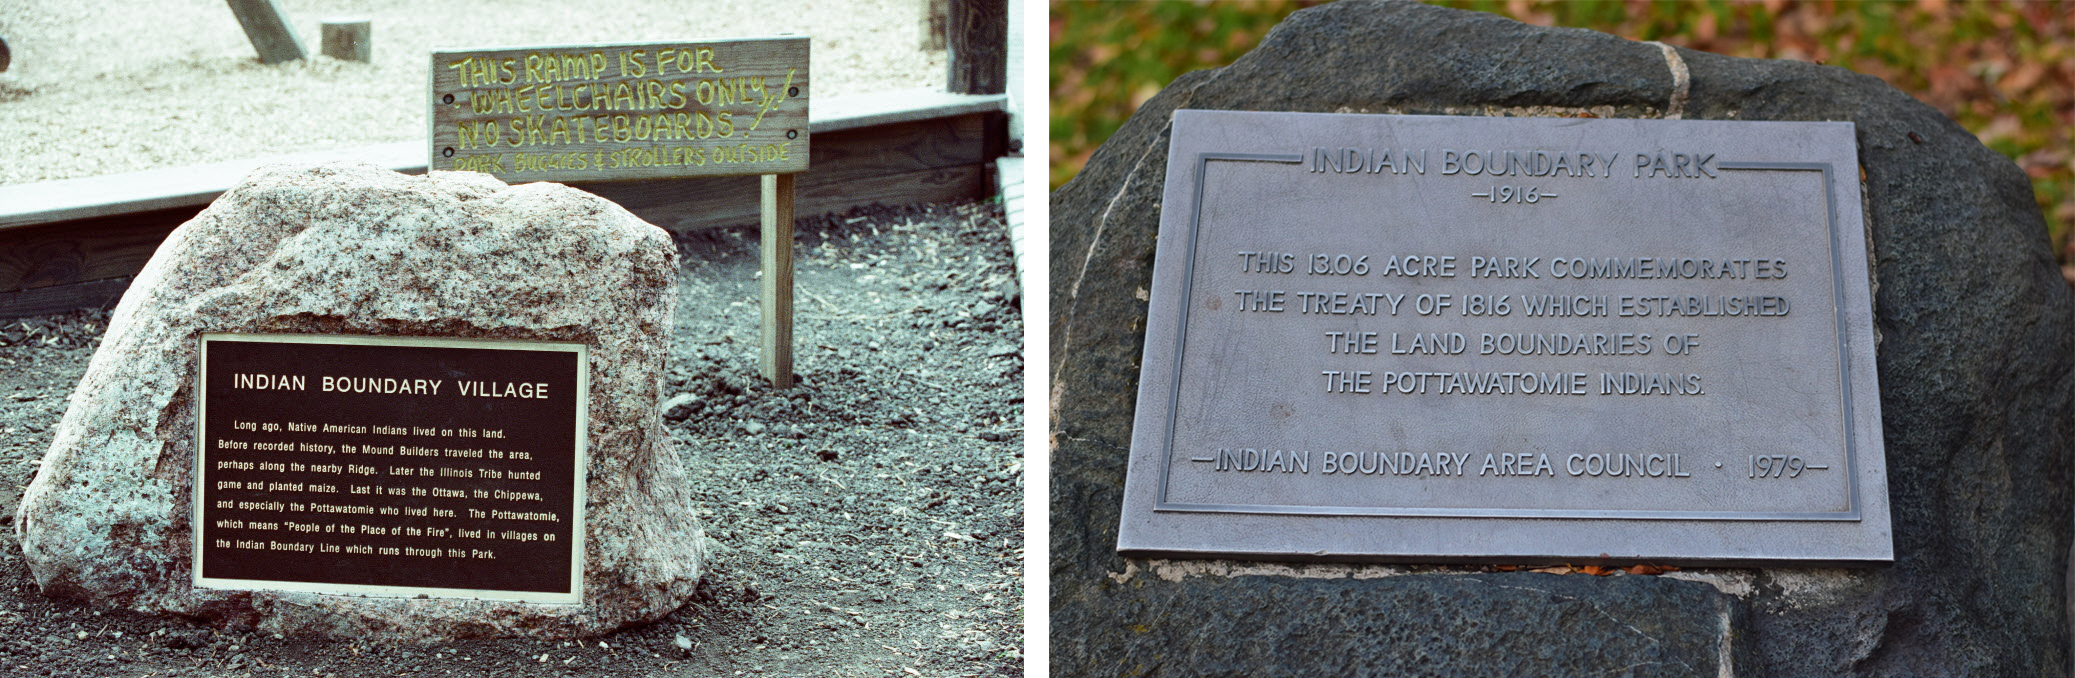 THIS RAMP IS FOR
WHEELCHAIRS ONLY!
NO SKATEBOARDS!
PARK BUGGIES & STROLLERS OUTSIDE
INDIAN BOUNDARY VILLAGE
Long ago, Native American Indians lived on this land.
Before recorded history, the Mound Builders traveled the area,
perhaps along the nearby Ridge. Later the Illinois Tribe hunted
game and planted maize. Last it was the Ottawa, the Chippewa,
and especially the Pottawatomie who lived here. The Pottawatomie,
which means "People of the Place of the Fire", lived in villages on
the Indian Boundary Line which runs through this Park.
INDIAN BOUNDARY PARK
—1916—
THIS 13.06 ACRE PARK COMMEMORATES
THE TREATY OF 1816 WHICH ESTABLISHED
THE LAND BOUNDARIES OF
THE POTTAWATOMIE INDIANS.
—INDIAN BOUNDARY AREA COUNCIL · 1979—